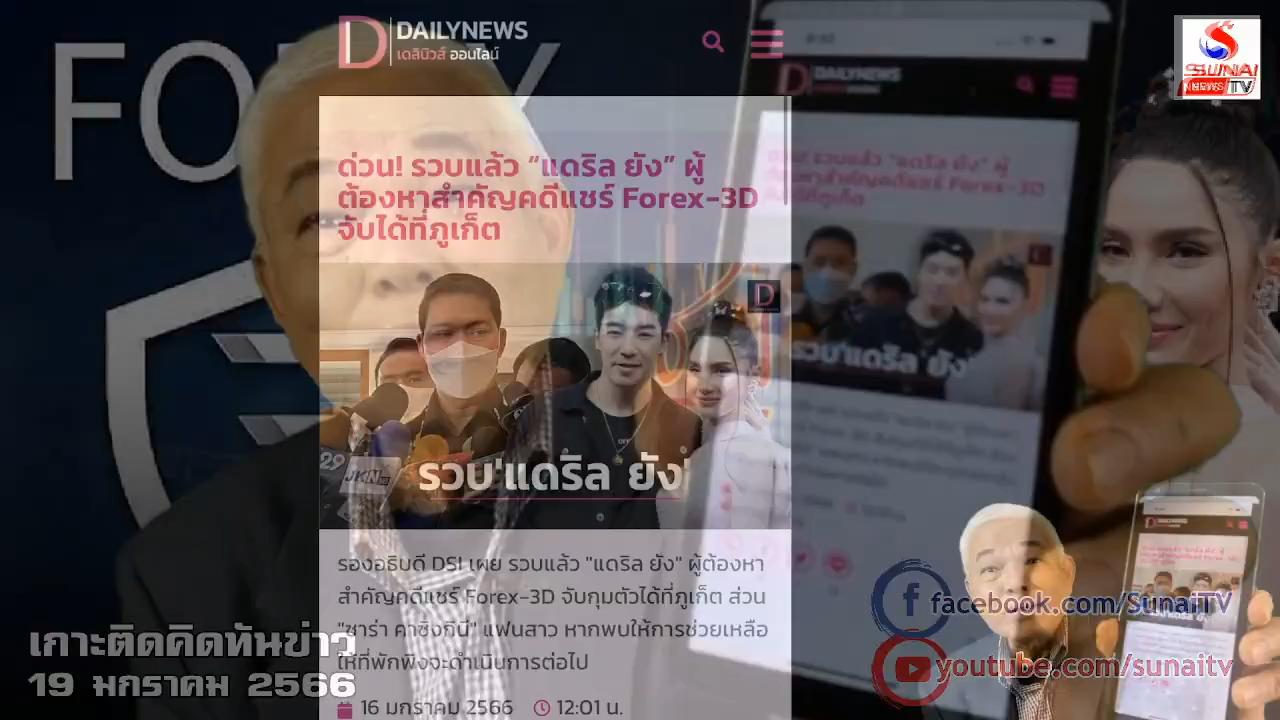 FO
DAILYNEWS
เดลินิวส์ ออนไลน์
SUNAI
NEWS TV
ด่วน! รวบแล้ว “แดริล ยัง” ผู้
ต้องหาสำคัญคดีแชร์ Forex-3D
จับได้ที่ภูเก็ต
29
JKN18
รวบ'แดริล ยัง'
รองอธิบดี DSI เผย รวบแล้ว "แดริล ยัง" ผู้ต้องหา
สำคัญคดีแชร์ Forex-3D จับกุมตัวได้ที่ภูเก็ต ส่วน
"ซาร่า คาซิงกินี" แฟนสาว หากพบให้การช่วยเหลือ
ให้ที่พักพิงจะดำเนินการต่อไป
16 มกราคม 2566 12:01 น.
DAILYNEWS
รวบ'แดริล ยัง'
เกาะติดคิดทันข่าว
19 มกราคม 2566
facebook.com/SunaiTV
youtube.com/sunaitv